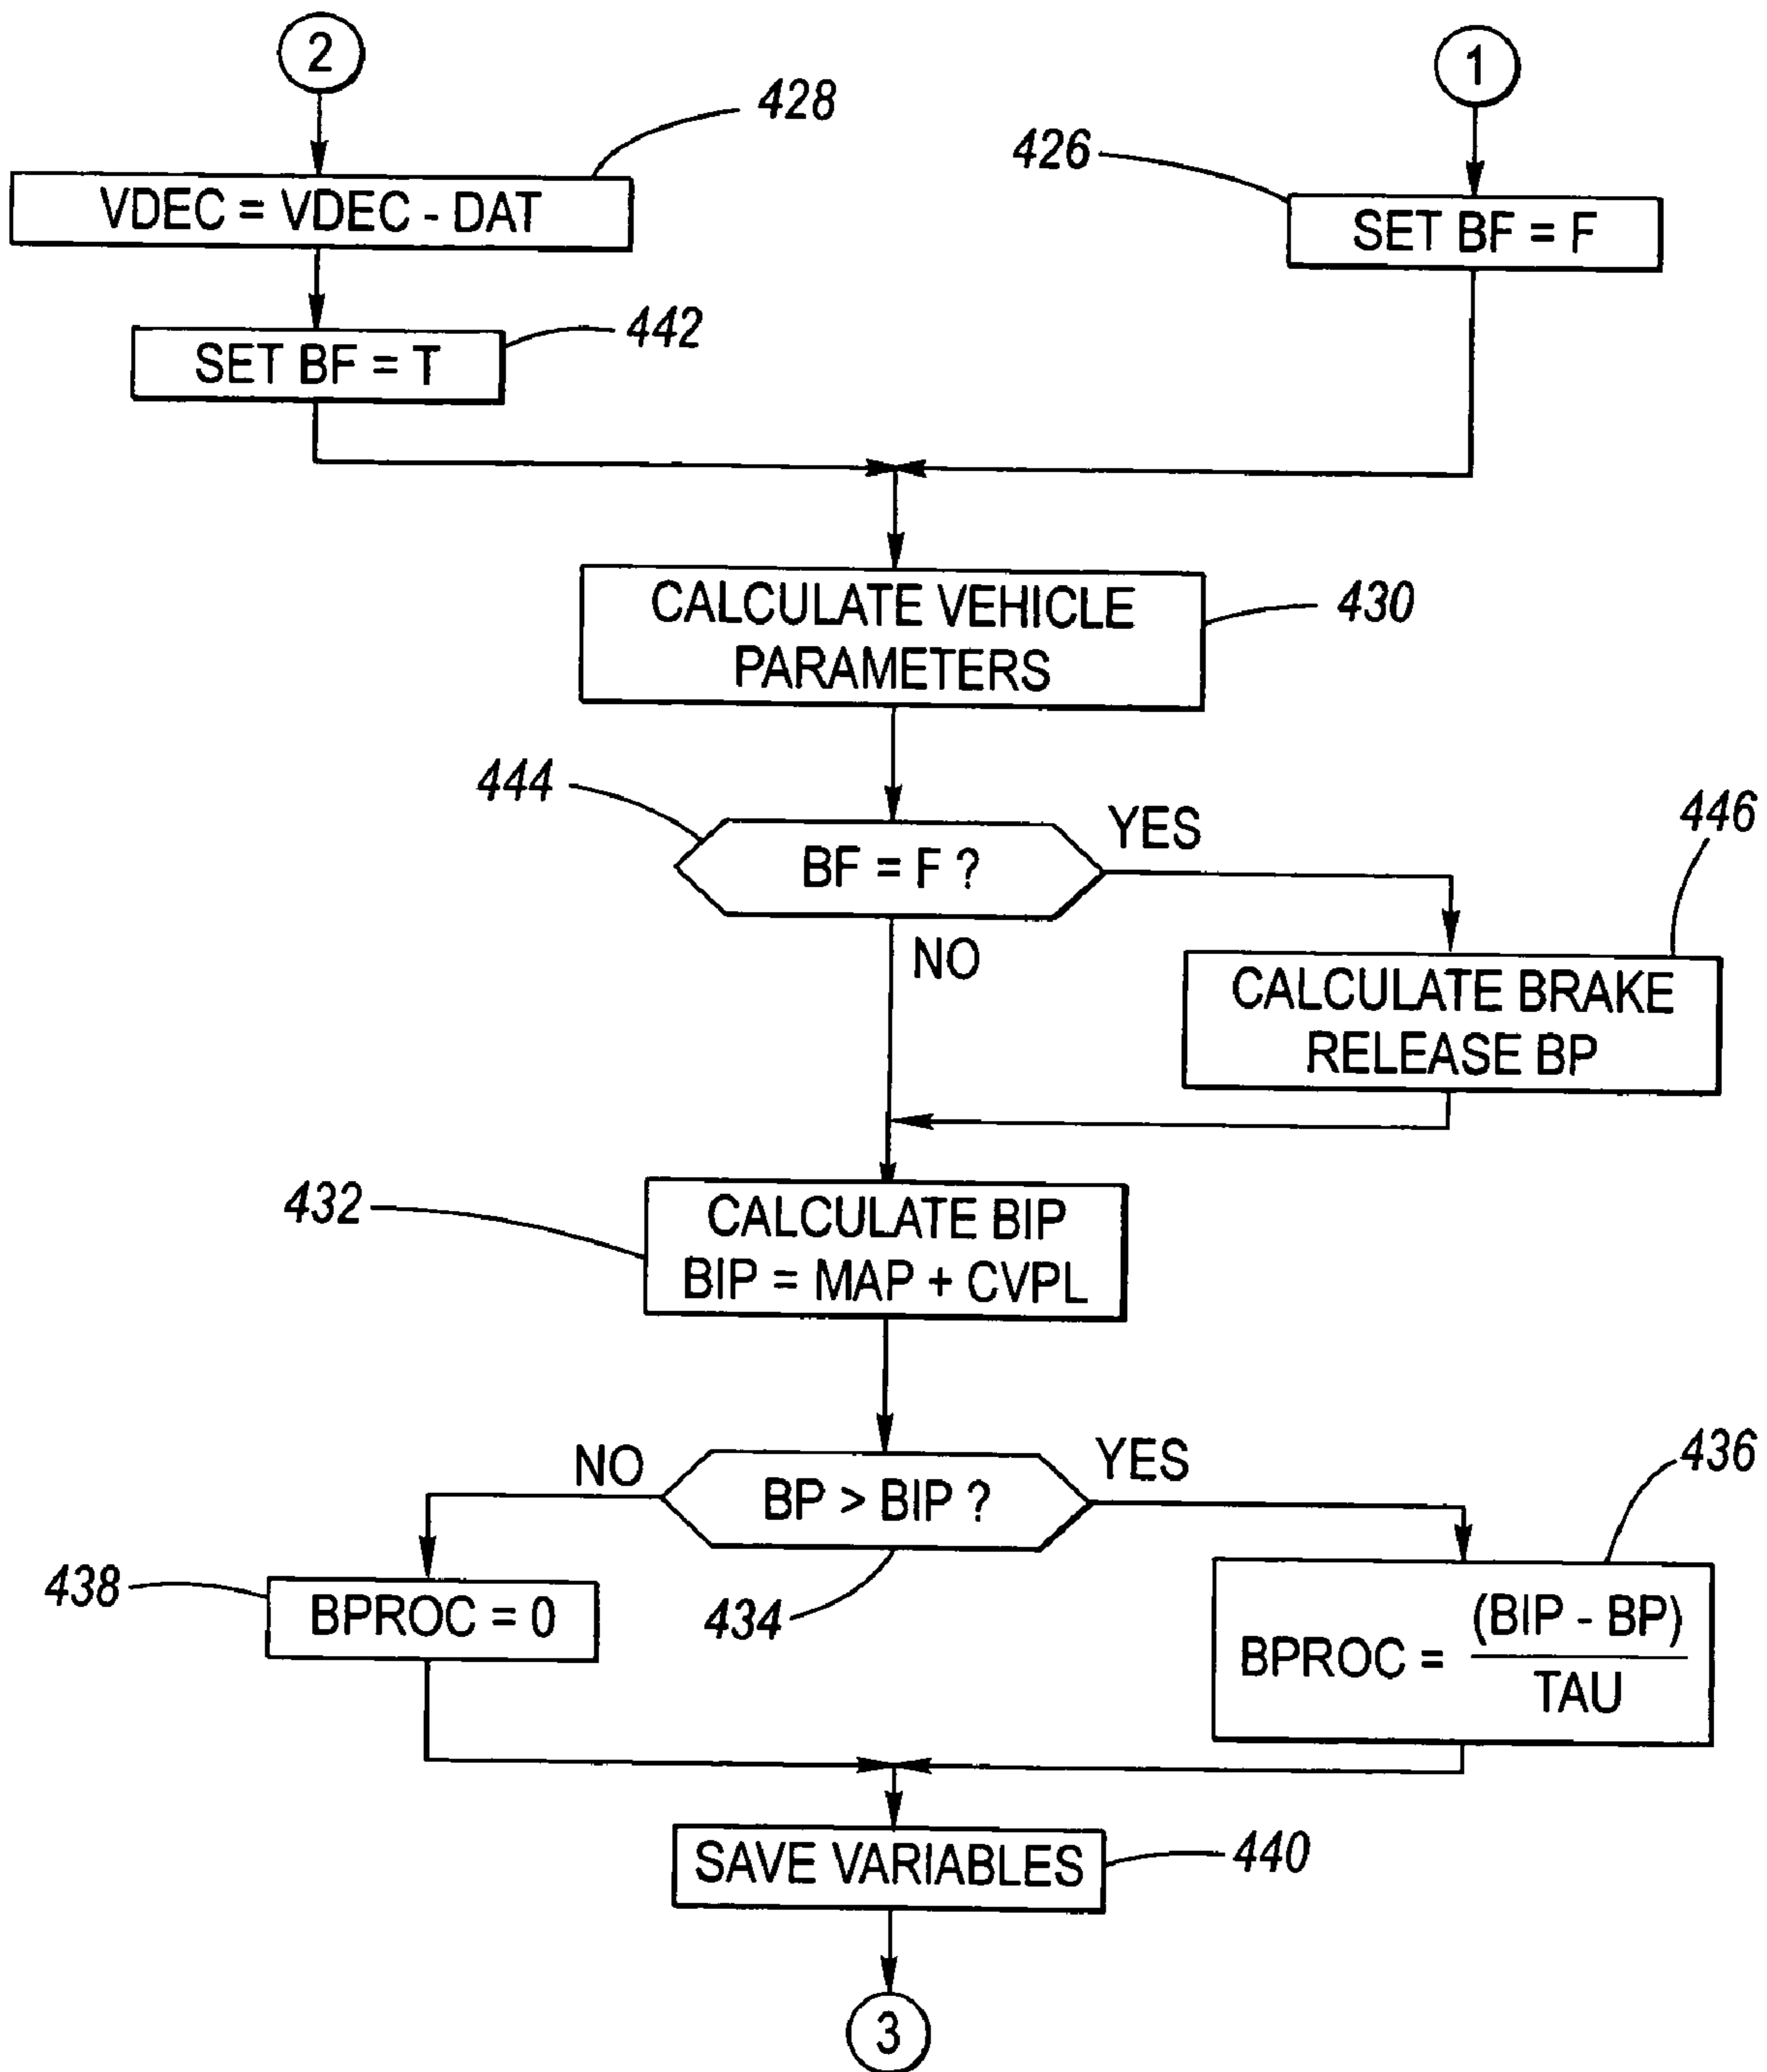 2
1
428
426
VDEC = VDEC - DAT
SET BF = F
442
SET BF = T
CALCULATE VEHICLE
PARAMETERS
430
444
BF = F ?
YES
446
NO
CALCULATE BRAKE
RELEASE BP
432
CALCULATE BIP
BIP = MAP + CVPL
NO
BP > BIP ?
YES
436
438
BPROC = 0
434
BPROC = (BIP - BP)
TAU
SAVE VARIABLES
440
3